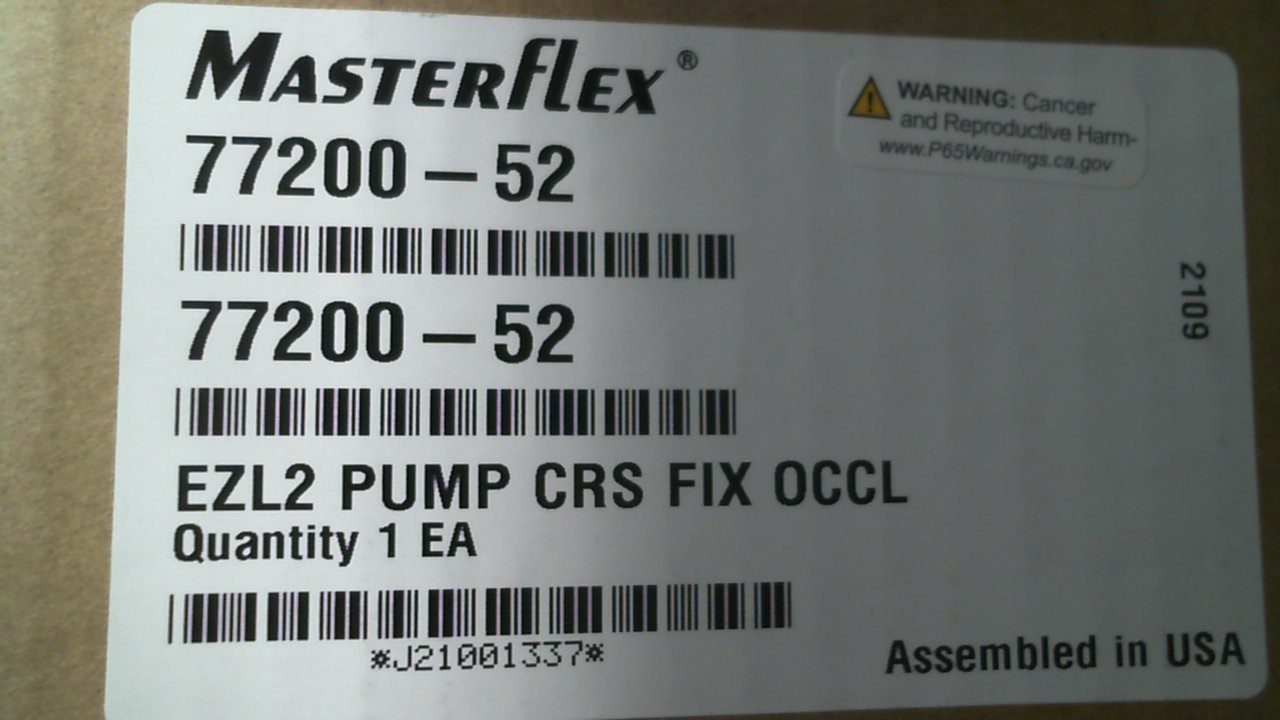 MASTERFLEX®
77200-52
77200-52
EZL2 PUMP CRS FIX OCCL
Quantity 1 EA
*J21001337*
WARNING: Cancer
and Reproductive Harm-
www.P65Warnings.ca.gov
2109
Assembled in USA